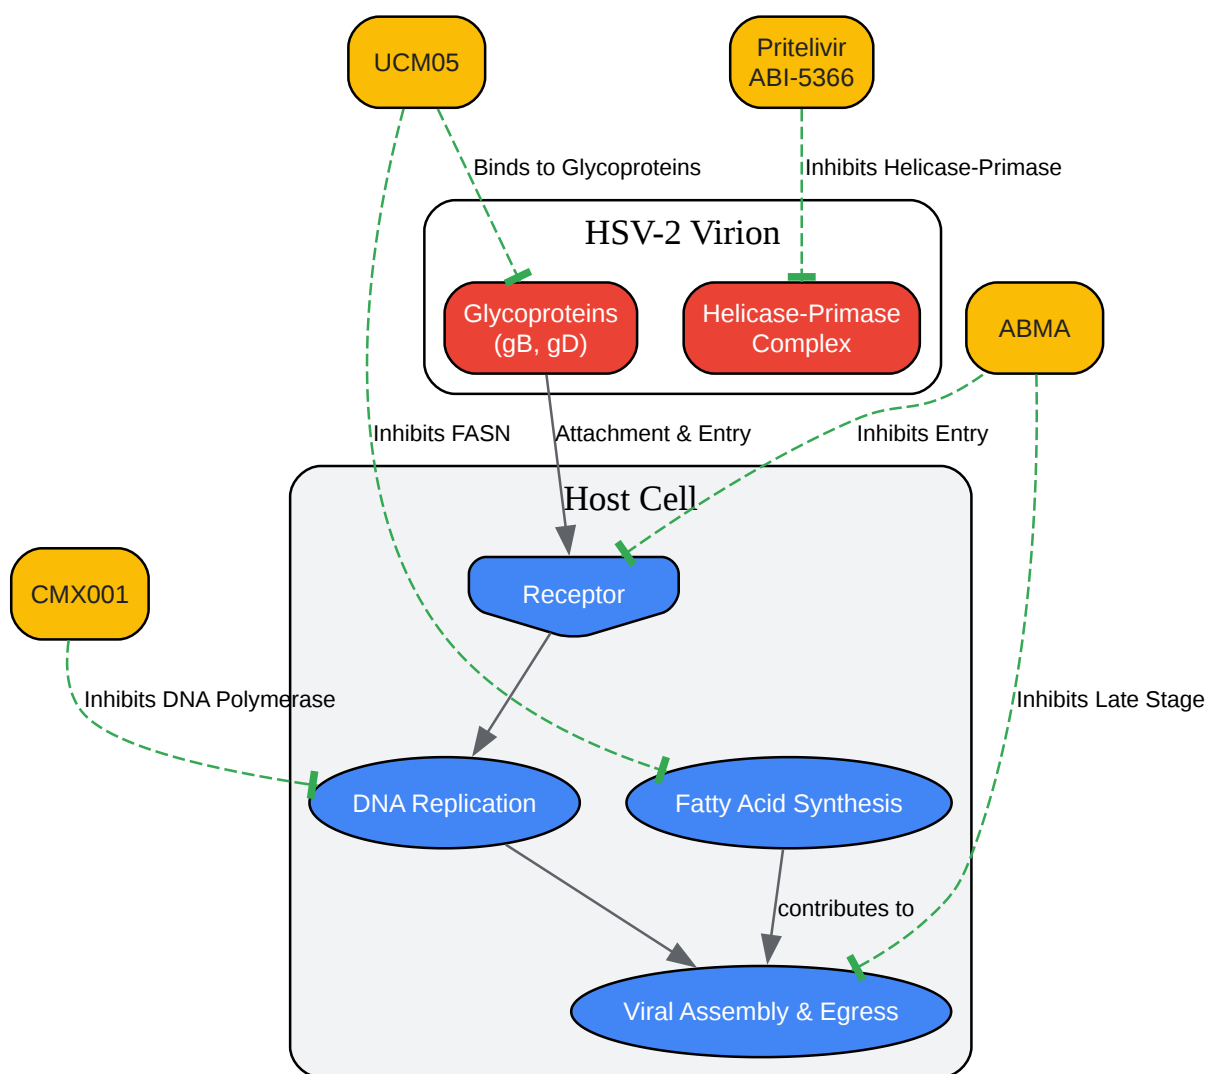 UCM05
Pritelivir
ABI-5366
Binds to Glycoproteins
Inhibits Helicase-Primase
HSV-2 Virion
Glycoproteins
(gB, gD)
Helicase-Primase
Complex
ABMA
Inhibits FASN
Attachment & Entry
Inhibits Entry
Host Cell
CMX001
Receptor
Inhibits DNA Polymerase
Inhibits Late Stage
DNA Replication
Fatty Acid Synthesis
contributes to
Viral Assembly & Egress